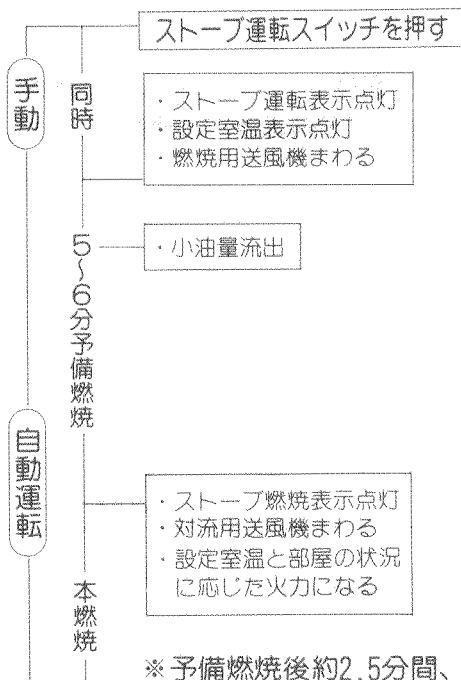 ストーブ運転スイッチを押す
手動
同時
・ストーブ運転表示点灯
・設定室温表示点灯
・燃焼用送風機まわる
5〜6分予備燃焼
・小油量流出
自動運転
・ストーブ燃焼表示点灯
・対流用送風機まわる
・設定室温と部屋の状況
に応じた火力になる
本燃焼
※予備燃焼後約2.5分間、